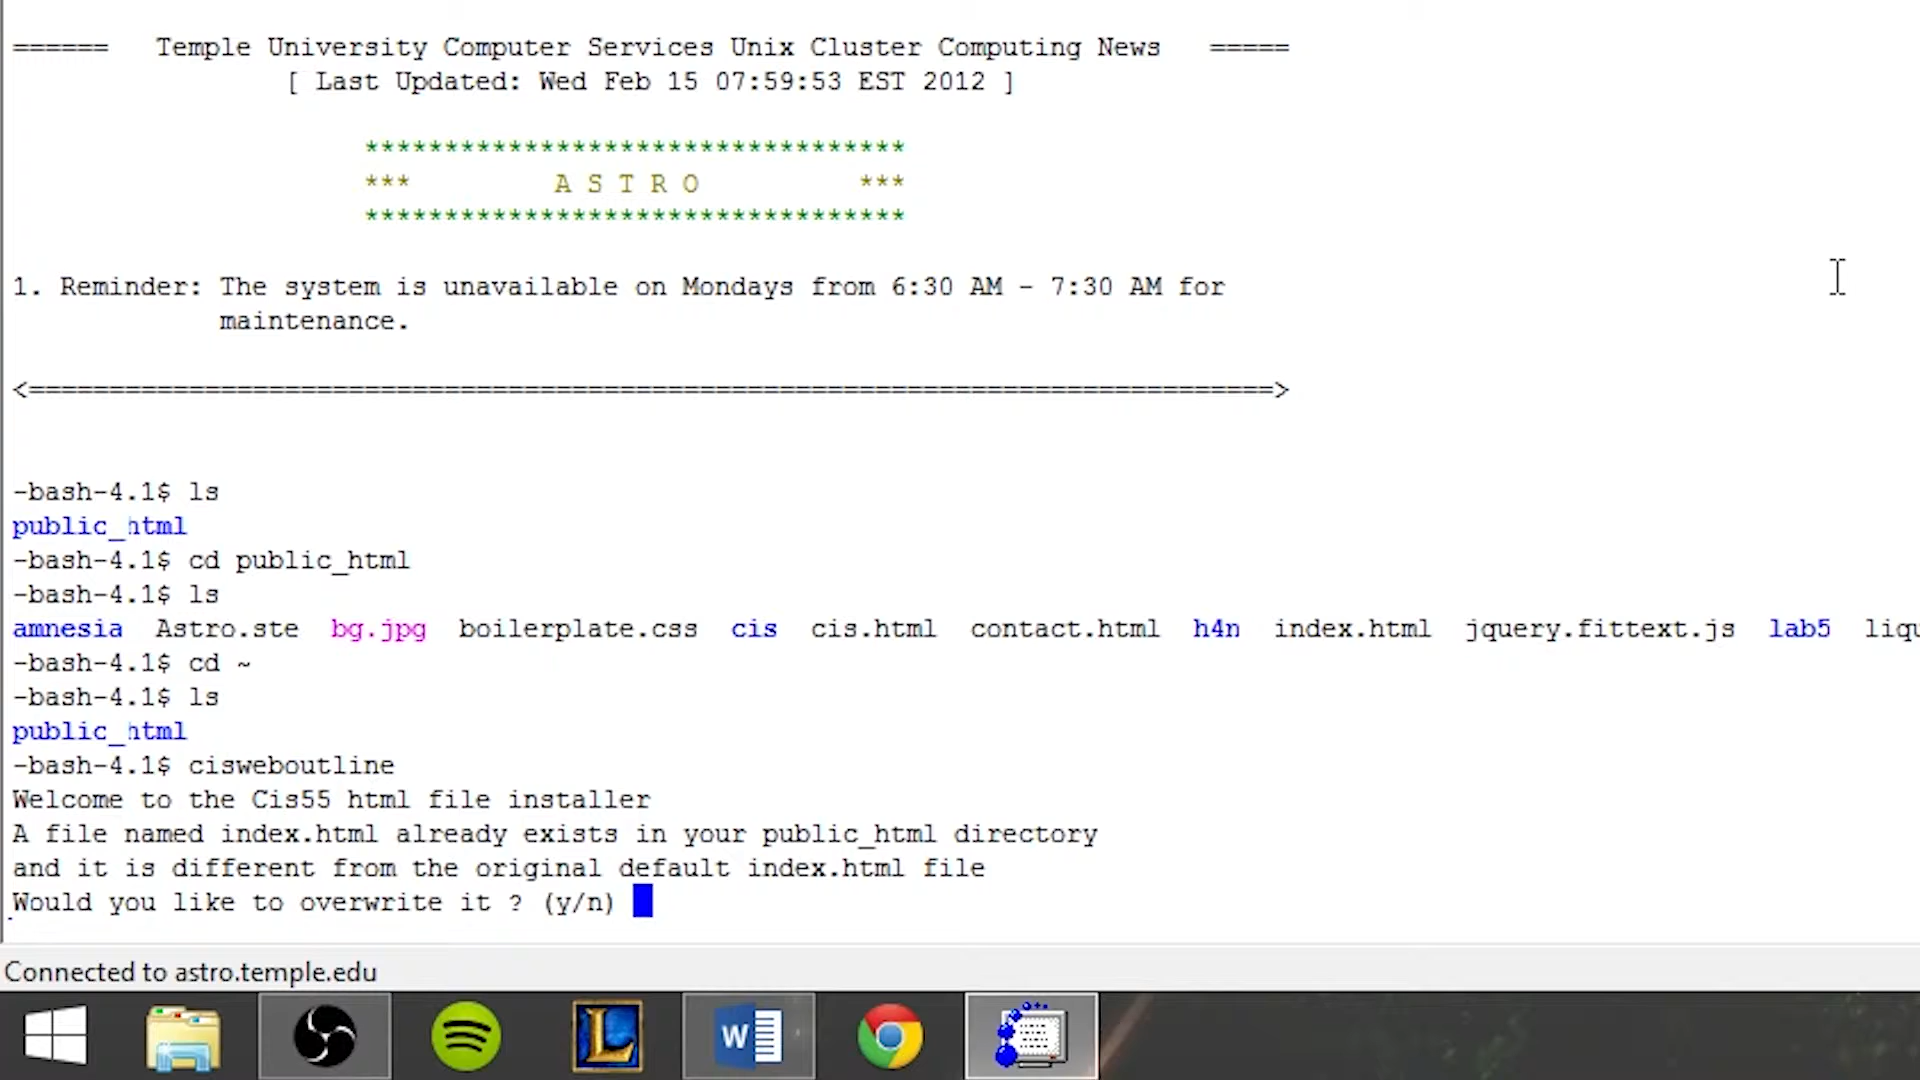 ====== Temple University Computer Services Unix Cluster Computing News =====
[ Last Updated: Wed Feb 15 07:59:53 EST 2012 ]
**********************************
*** A S T R O ***
**********************************
1. Reminder: The system is unavailable on Mondays from 6:30 AM - 7:30 AM for
maintenance.
<==============================================================================>
-bash-4.1$ ls
public_html
-bash-4.1$ cd public_html
-bash-4.1$ ls
amnesia Astro.ste bg.jpg boilerplate.css cis cis.html contact.html h4n index.html jquery.fittext.js lab5 liqu
-bash-4.1$ cd ~
-bash-4.1$ ls
public_html
-bash-4.1$ cisweboutline
Welcome to the Cis55 html file installer
A file named index.html already exists in your public_html directory
and it is different from the original default index.html file
Would you like to overwrite it ? (y/n)
Connected to astro.temple.edu
L W